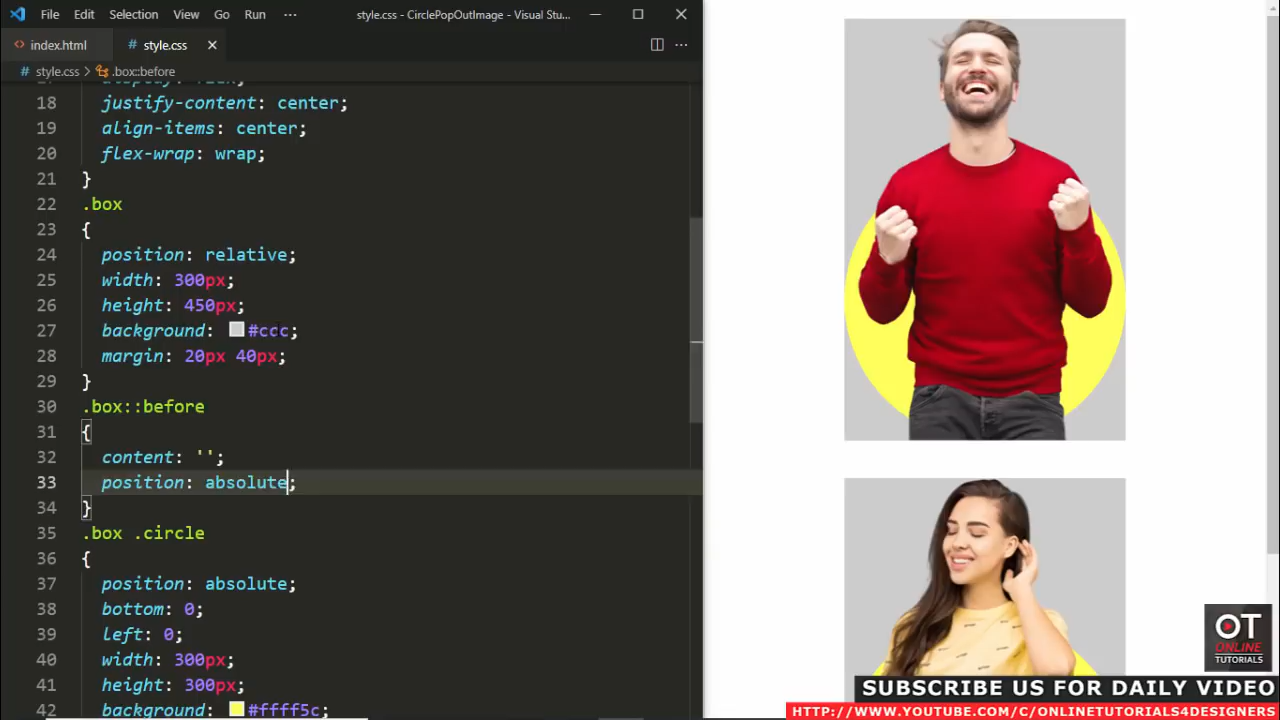 File Edit Selection View Go Run ··· style.css - CirclePopOutImage - Visual Stu...
index.html # style.css
# style.css > .box::before
18 justify-content: center;
19 align-items: center;
20 flex-wrap: wrap;
21 }
22 .box
23 {
24 position: relative;
25 width: 300px;
26 height: 450px;
27 background: #ccc;
28 margin: 20px 40px;
29 }
30 .box::before
31 {
32 content: '';
33 position: absolute;
34 }
35 .box .circle
36 {
37 position: absolute;
38 bottom: 0;
39 left: 0;
40 width: 300px;
41 height: 300px;
42 background: #ffff5c;
OT
ONLINE
TUTORIALS
SUBSCRIBE US FOR DAILY VIDEO
HTTP://WWW.YOUTUBE.COM/C/ONLINETUTORIALS4DESIGNERS